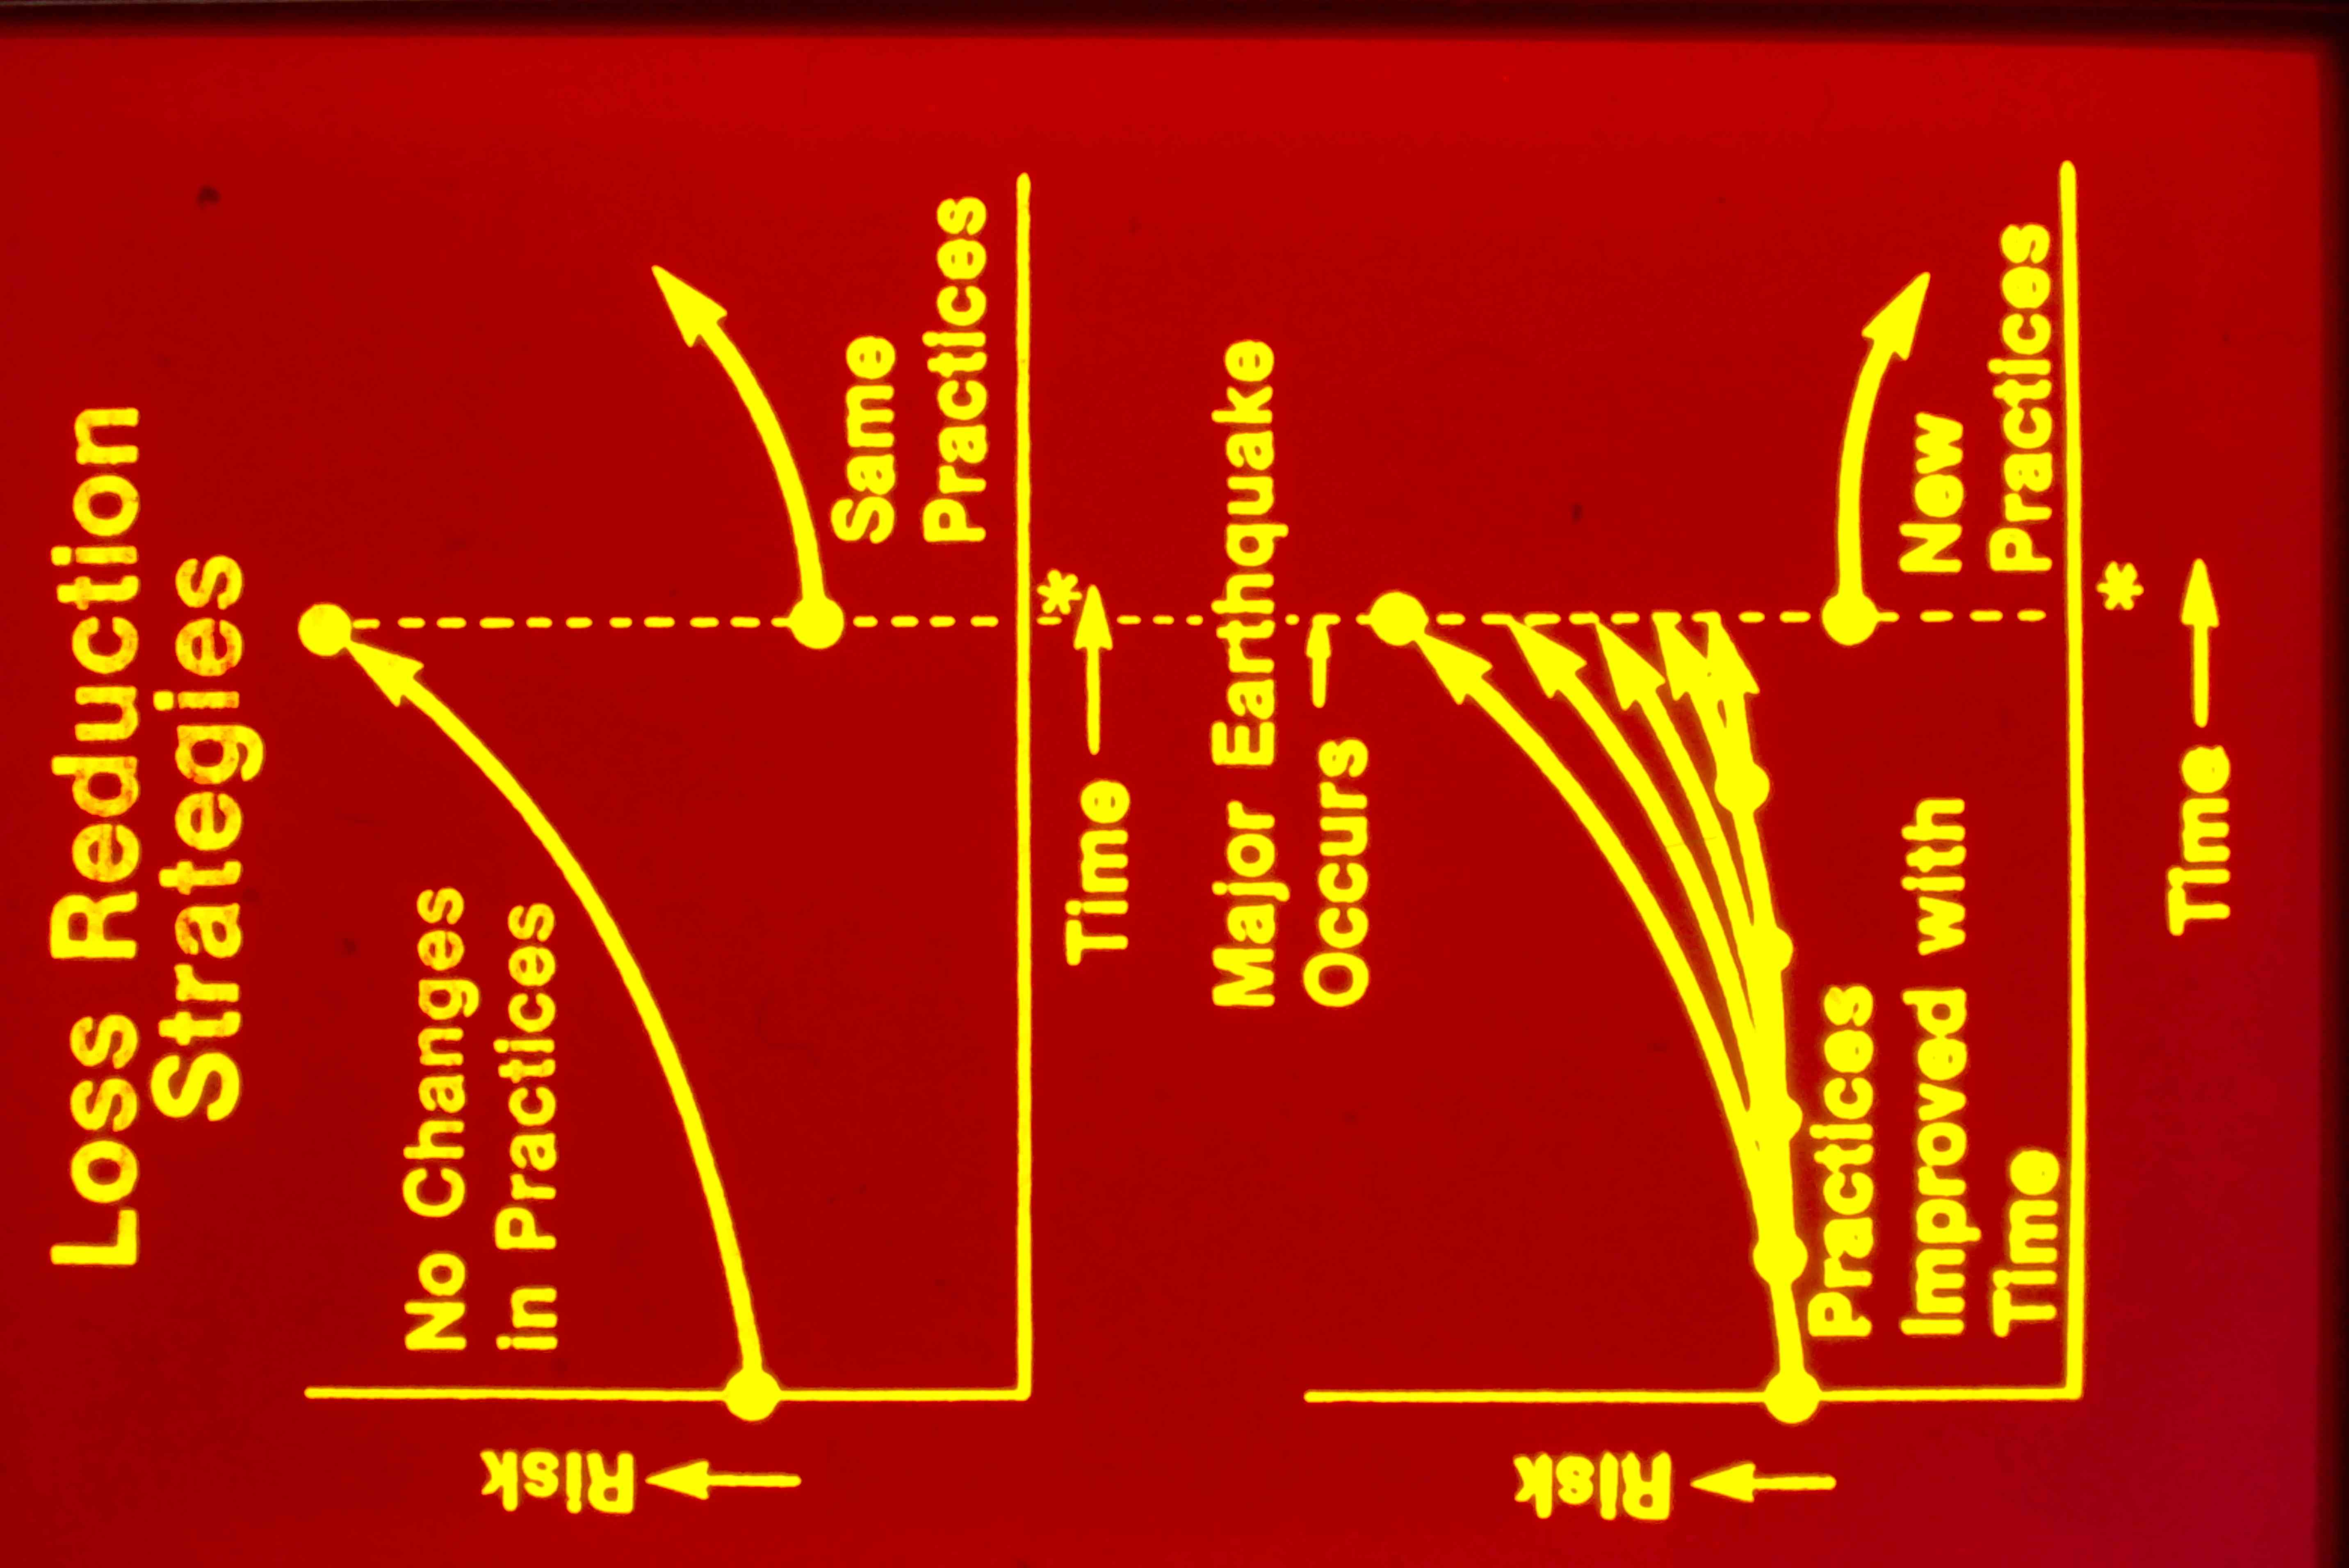 Loss Reduction
Strategies
No Changes
in Practices
Risk
Same
Practices
*
Time
Major Earthquake
Occurs
Risk
Practices
Improved with
Time
New
Practices
*
Time